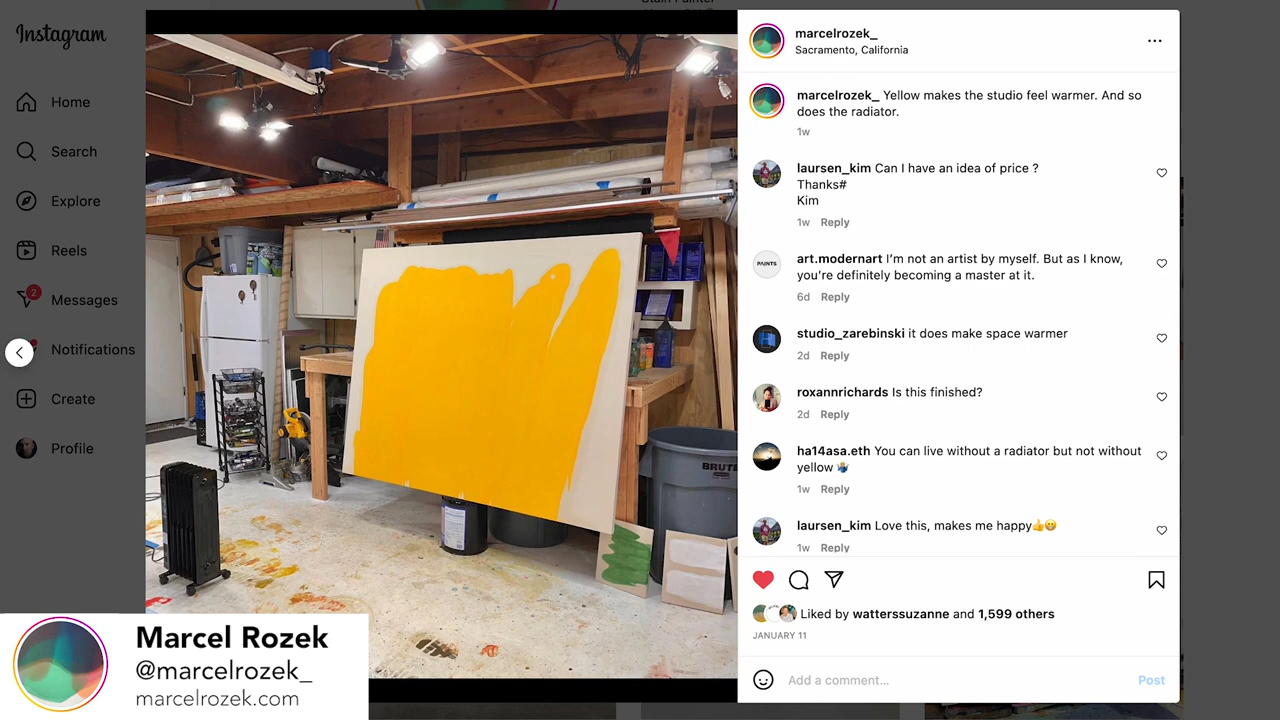 Instagram
Home
Search
Explore
Reels
2
Messages
Notifications
Create
Profile
BRUTE
Marcel Rozek
@marcelrozek_
marcelrozek.com
marcelrozek_
Sacramento, California
marcelrozek_ Yellow makes the studio feel warmer. And so
does the radiator.
1w
laursen_kim Can I have an idea of price ?
Thanks#
Kim
1w Reply
PAINTS
art.modernart I’m not an artist by myself. But as I know,
you're definitely becoming a master at it.
6d Reply
studio_zarebinski it does make space warmer
2d Reply
roxannrichards Is this finished?
2d Reply
ha14asa.eth You can live without a radiator but not without
yellow 🤷🏼‍♂️
1w Reply
laursen_kim Love this, makes me happy👍😁
1w Reply
Liked by watterssuzanne and 1,599 others
JANUARY 11
Add a comment...
Post